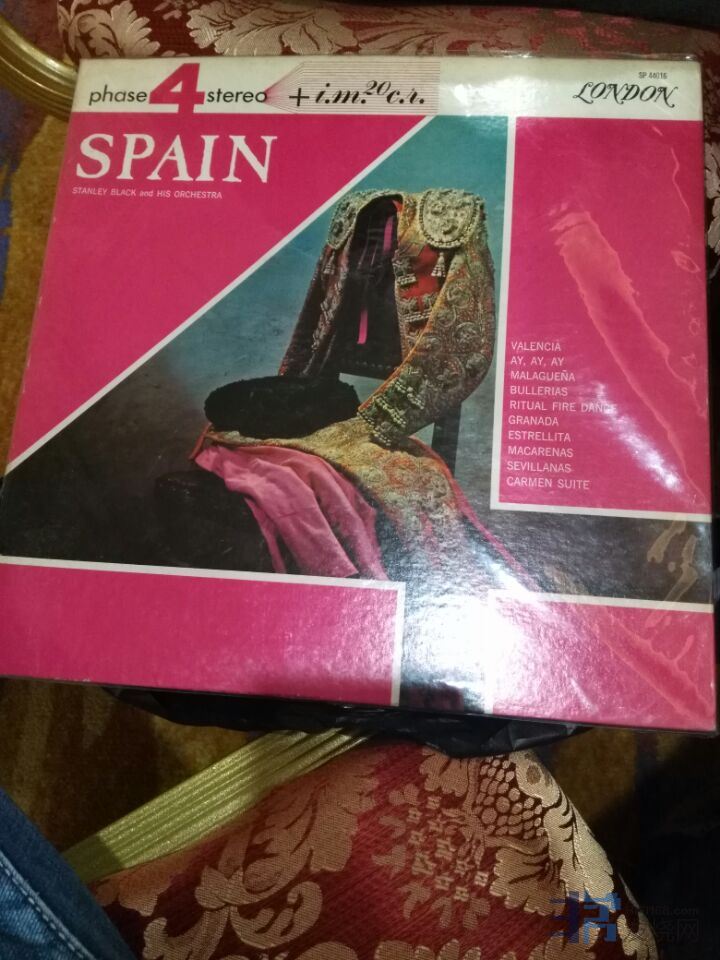 phase 4 stereo + i.m. 20 c.r.
SP 44016
LONDON
SPAIN
STANLEY BLACK and HIS ORCHESTRA
VALENCIA
AY, AY, AY
MALAGUEÑA
BULLERIAS
RITUAL FIRE DANCE
GRANADA
ESTRELLITA
MACARENAS
SEVILLANAS
CARMEN SUITE